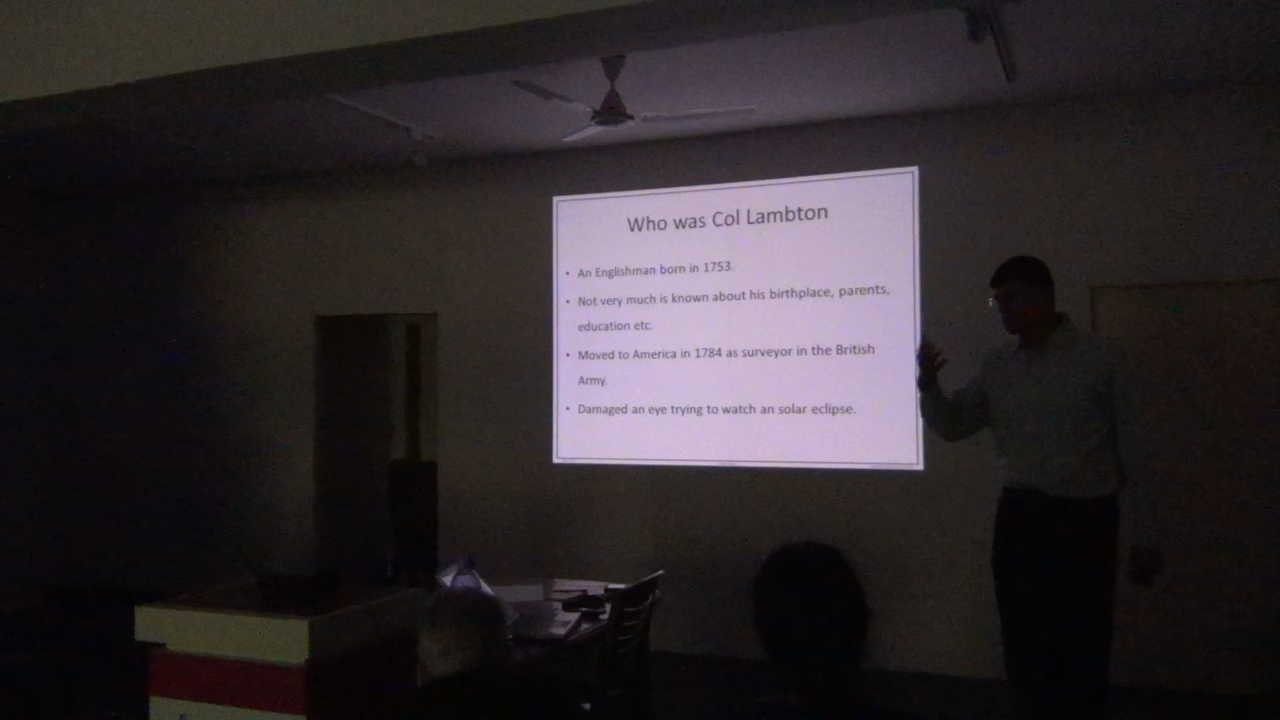 Who was Col Lambton
• An Englishman born in 1753.
• Not very much is known about his birthplace, parents,
education etc.
• Moved to America in 1784 as surveyor in the British
Army.
• Damaged an eye trying to watch an solar eclipse.